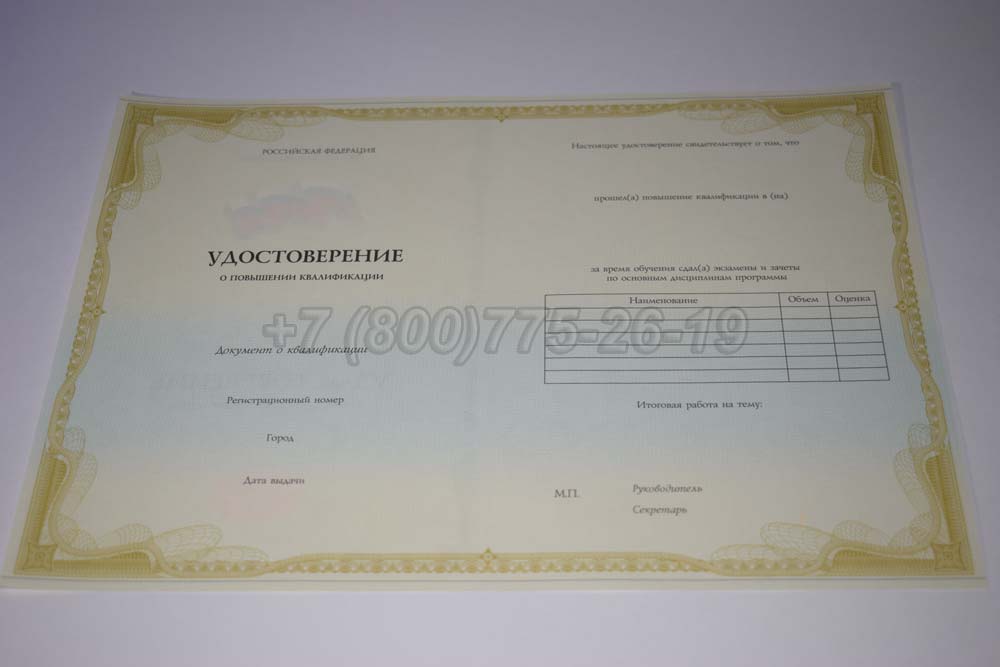 РОССИЙСКАЯ ФЕДЕРАЦИЯ
УДОСТОВЕРЕНИЕ
О ПОВЫШЕНИИ КВАЛИФИКАЦИИ
Документ о квалификации
Регистрационный номер
Город
Дата выдачи
Настоящее удостоверение свидетельствует о том, что
прошел(а) повышение квалификации в (на)
за время обучения сдал(а) экзамены и зачеты
по основным дисциплинам программы
Наименование Объем Оценка
Итоговая работа на тему:
М.П. Руководитель
Секретарь
+7 (800)775-26-19